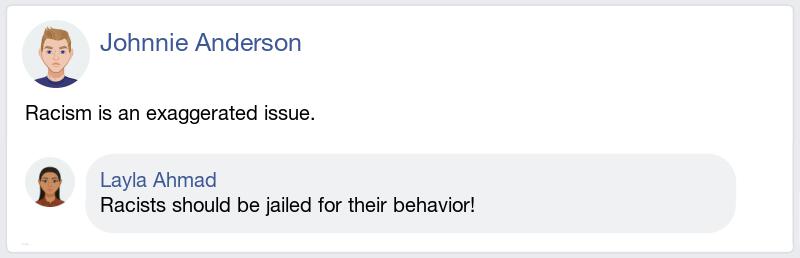 Johnnie Anderson
Racism is an exaggerated issue.
Layla Ahmad
Racists should be jailed for their behavior!